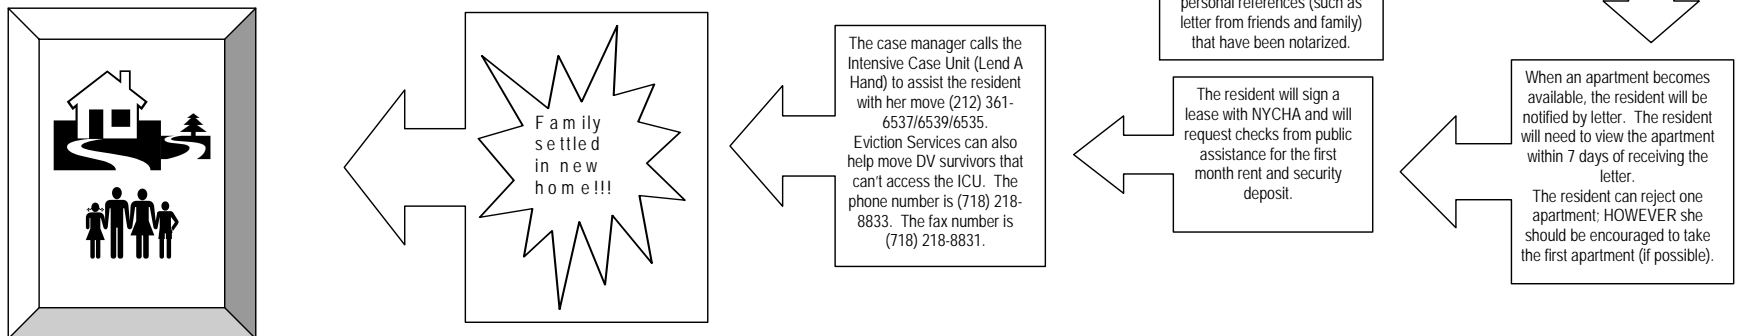 personal references (such as
letter from friends and family)
that have been notarized.
When an apartment becomes
available, the resident will be
notified by letter.  The resident
will need to view the apartment
within 7 days of receiving the
letter.
The resident can reject one
apartment; HOWEVER she
should be encouraged to take
the first apartment (if possible).
The resident will sign a
lease with NYCHA and will
request checks from public
assistance for the first
month rent and security
deposit.
The case manager calls the
Intensive Case Unit (Lend A
Hand) to assist the resident
with her move (212) 361-
6537/6539/6535.
Eviction Services can also
help move DV survivors that
can't access the ICU.  The
phone number is (718) 218-
8833.  The fax number is
(718) 218-8831.
Family
settled
in new
home!!!